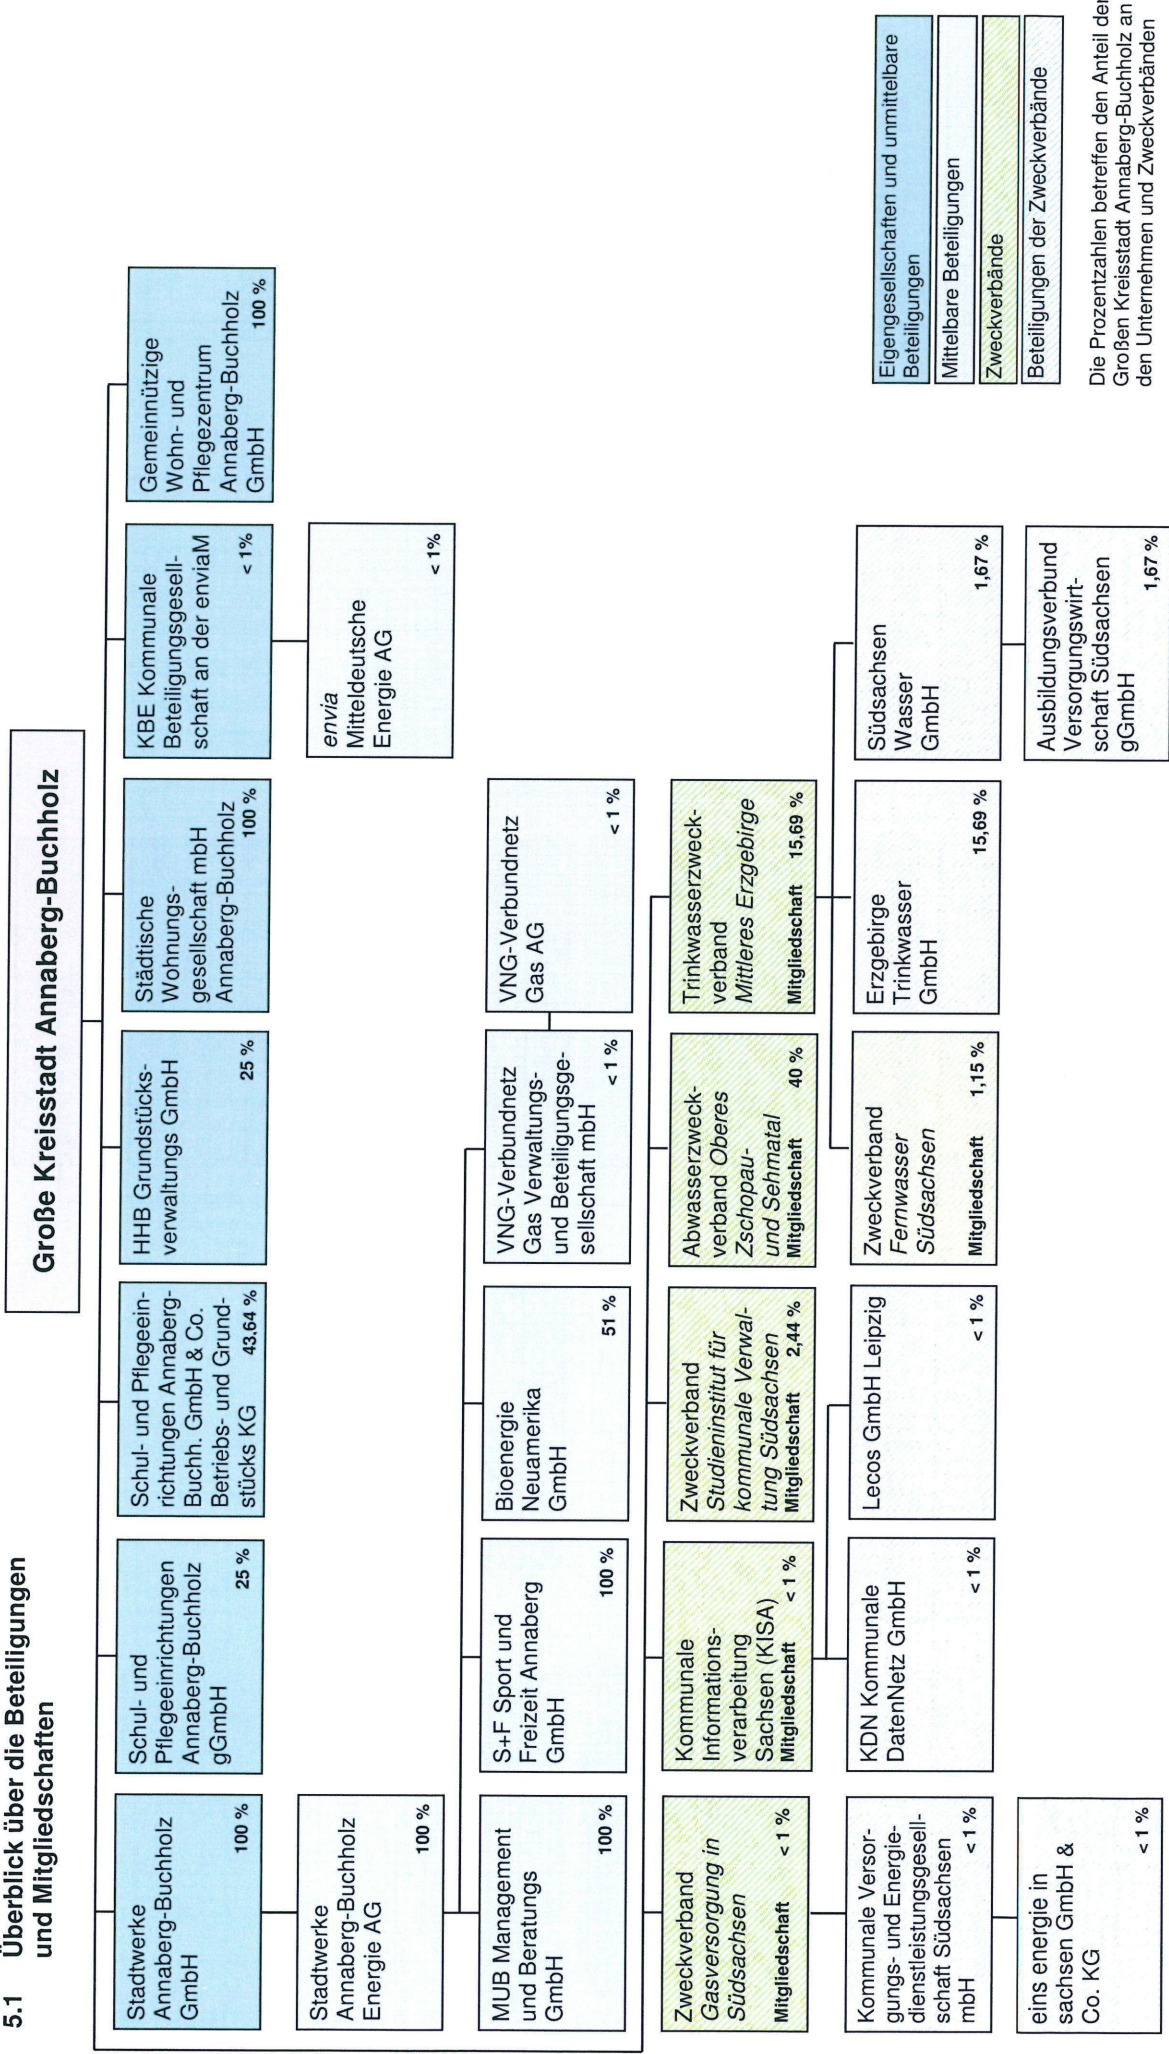 5.1 Überblick über die Beteiligungen
und Mitgliedschaften
Große Kreisstadt Annaberg-Buchholz
Stadtwerke
Annaberg-Buchholz
GmbH
100 %
Schul- und
Pflegeeinrichtungen
Annaberg-Buchholz
gGmbH
25 %
Schul- und Pflegeein-
richtungen Annaberg-
Buchh. GmbH & Co.
Betriebs- und Grund-
stücks KG 43.64 %
HHB Grundstücks-
verwaltungs GmbH
25 %
Städtische
Wohnungs-
gesellschaft mbH
Annaberg-Buchholz
100 %
KBE Kommunale
Beteiligungsgesell-
schaft an der enviaM
< 1%
Gemeinnützige
Wohn- und
Pflegezentrum
Annaberg-Buchholz
GmbH 100 %
Stadtwerke
Annaberg-Buchholz
Energie AG
100 %
envia
Mitteldeutsche
Energie AG
< 1%
MUB Management
und Beratungs
GmbH
100 %
S+F Sport und
Freizeit Annaberg
GmbH
100 %
Bioenergie
Neuamerika
GmbH
51 %
VNG-Verbundnetz
Gas Verwaltungs-
und Beteiligungsge-
sellschaft mbH < 1 %
VNG-Verbundnetz
Gas AG
< 1 %
Zweckverband
Gasversorgung in
Südsachsen
Mitgliedschaft < 1 %
Kommunale
Informations-
verarbeitung
Sachsen (KISA)
Mitgliedschaft < 1 %
Zweckverband
Studieninstitut für
kommunale Verwal-
tung Südsachsen
Mitgliedschaft 2,44 %
Abwasserzweck-
verband Oberes
Zschopau-
und Sehmatal
Mitgliedschaft 40 %
Trinkwasserzweck-
verband
Mittleres Erzgebirge
Mitgliedschaft 15,69 %
Kommunale Versor-
gungs- und Energie-
dienstleistungsgesell-
schaft Südsachsen
mbH < 1 %
KDN Kommunale
DatenNetz GmbH
< 1 %
Lecos GmbH Leipzig
< 1 %
Zweckverband
Fernwasser
Südsachsen
Mitgliedschaft 1,15 %
Erzgebirge
Trinkwasser
GmbH
15,69 %
Südsachsen
Wasser
GmbH
1,67 %
eins energie in
sachsen GmbH &
Co. KG
< 1 %
Ausbildungsverbund
Versorgungswirt-
schaft Südsachsen
gGmbH
1,67 %
Eigengesellschaften und unmittelbare
Beteiligungen
Mittelbare Beteiligungen
Zweckverbände
Beteiligungen der Zweckverbände
Die Prozentzahlen betreffen den Anteil der
Großen Kreisstadt Annaberg-Buchholz an
den Unternehmen und Zweckverbänden